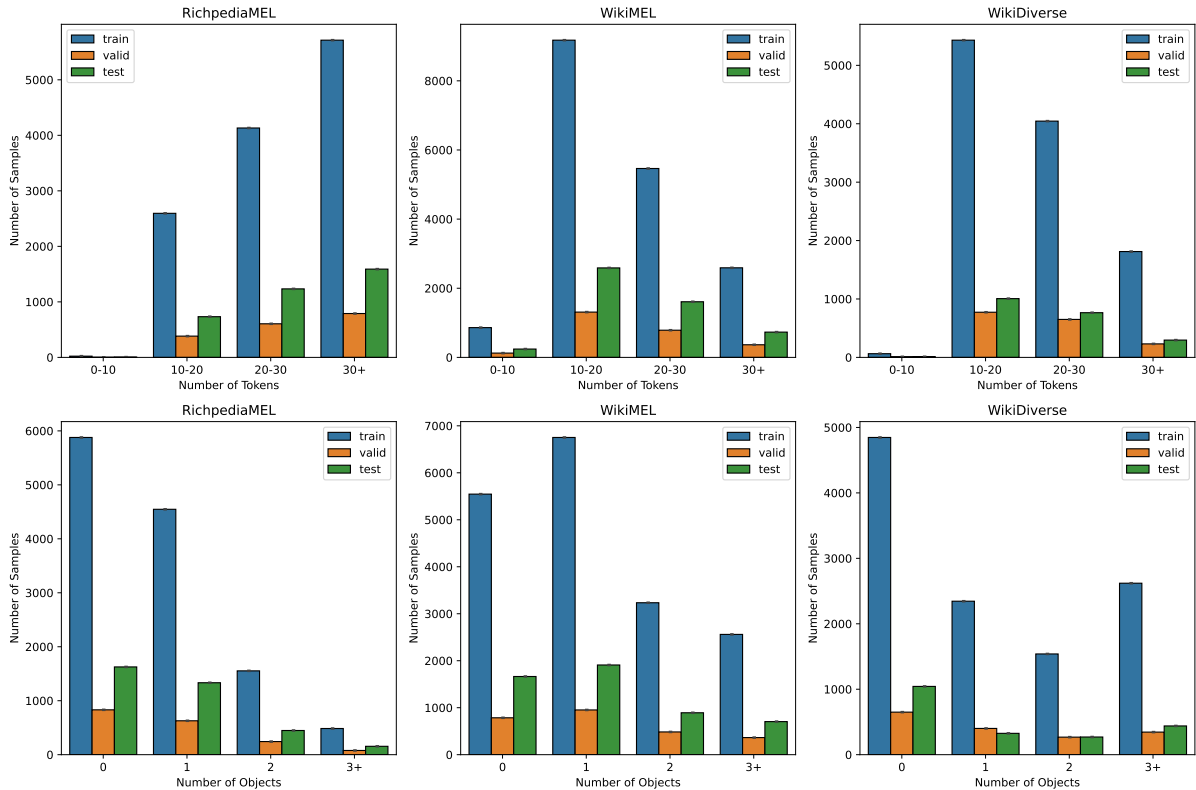 RichpediaMEL
Number of Samples
5000
4000
3000
2000
1000
0
train
valid
test
0-10
10-20
20-30
30+
Number of Tokens
WikiMEL
Number of Samples
8000
6000
4000
2000
0
train
valid
test
0-10
10-20
20-30
30+
Number of Tokens
WikiDiverse
Number of Samples
5000
4000
3000
2000
1000
0
train
valid
test
0-10
10-20
20-30
30+
Number of Tokens
RichpediaMEL
Number of Samples
6000
5000
4000
3000
2000
1000
0
train
valid
test
0
1
2
3+
Number of Objects
WikiMEL
Number of Samples
7000
6000
5000
4000
3000
2000
1000
0
train
valid
test
0
1
2
3+
Number of Objects
WikiDiverse
Number of Samples
5000
4000
3000
2000
1000
0
train
valid
test
0
1
2
3+
Number of Objects